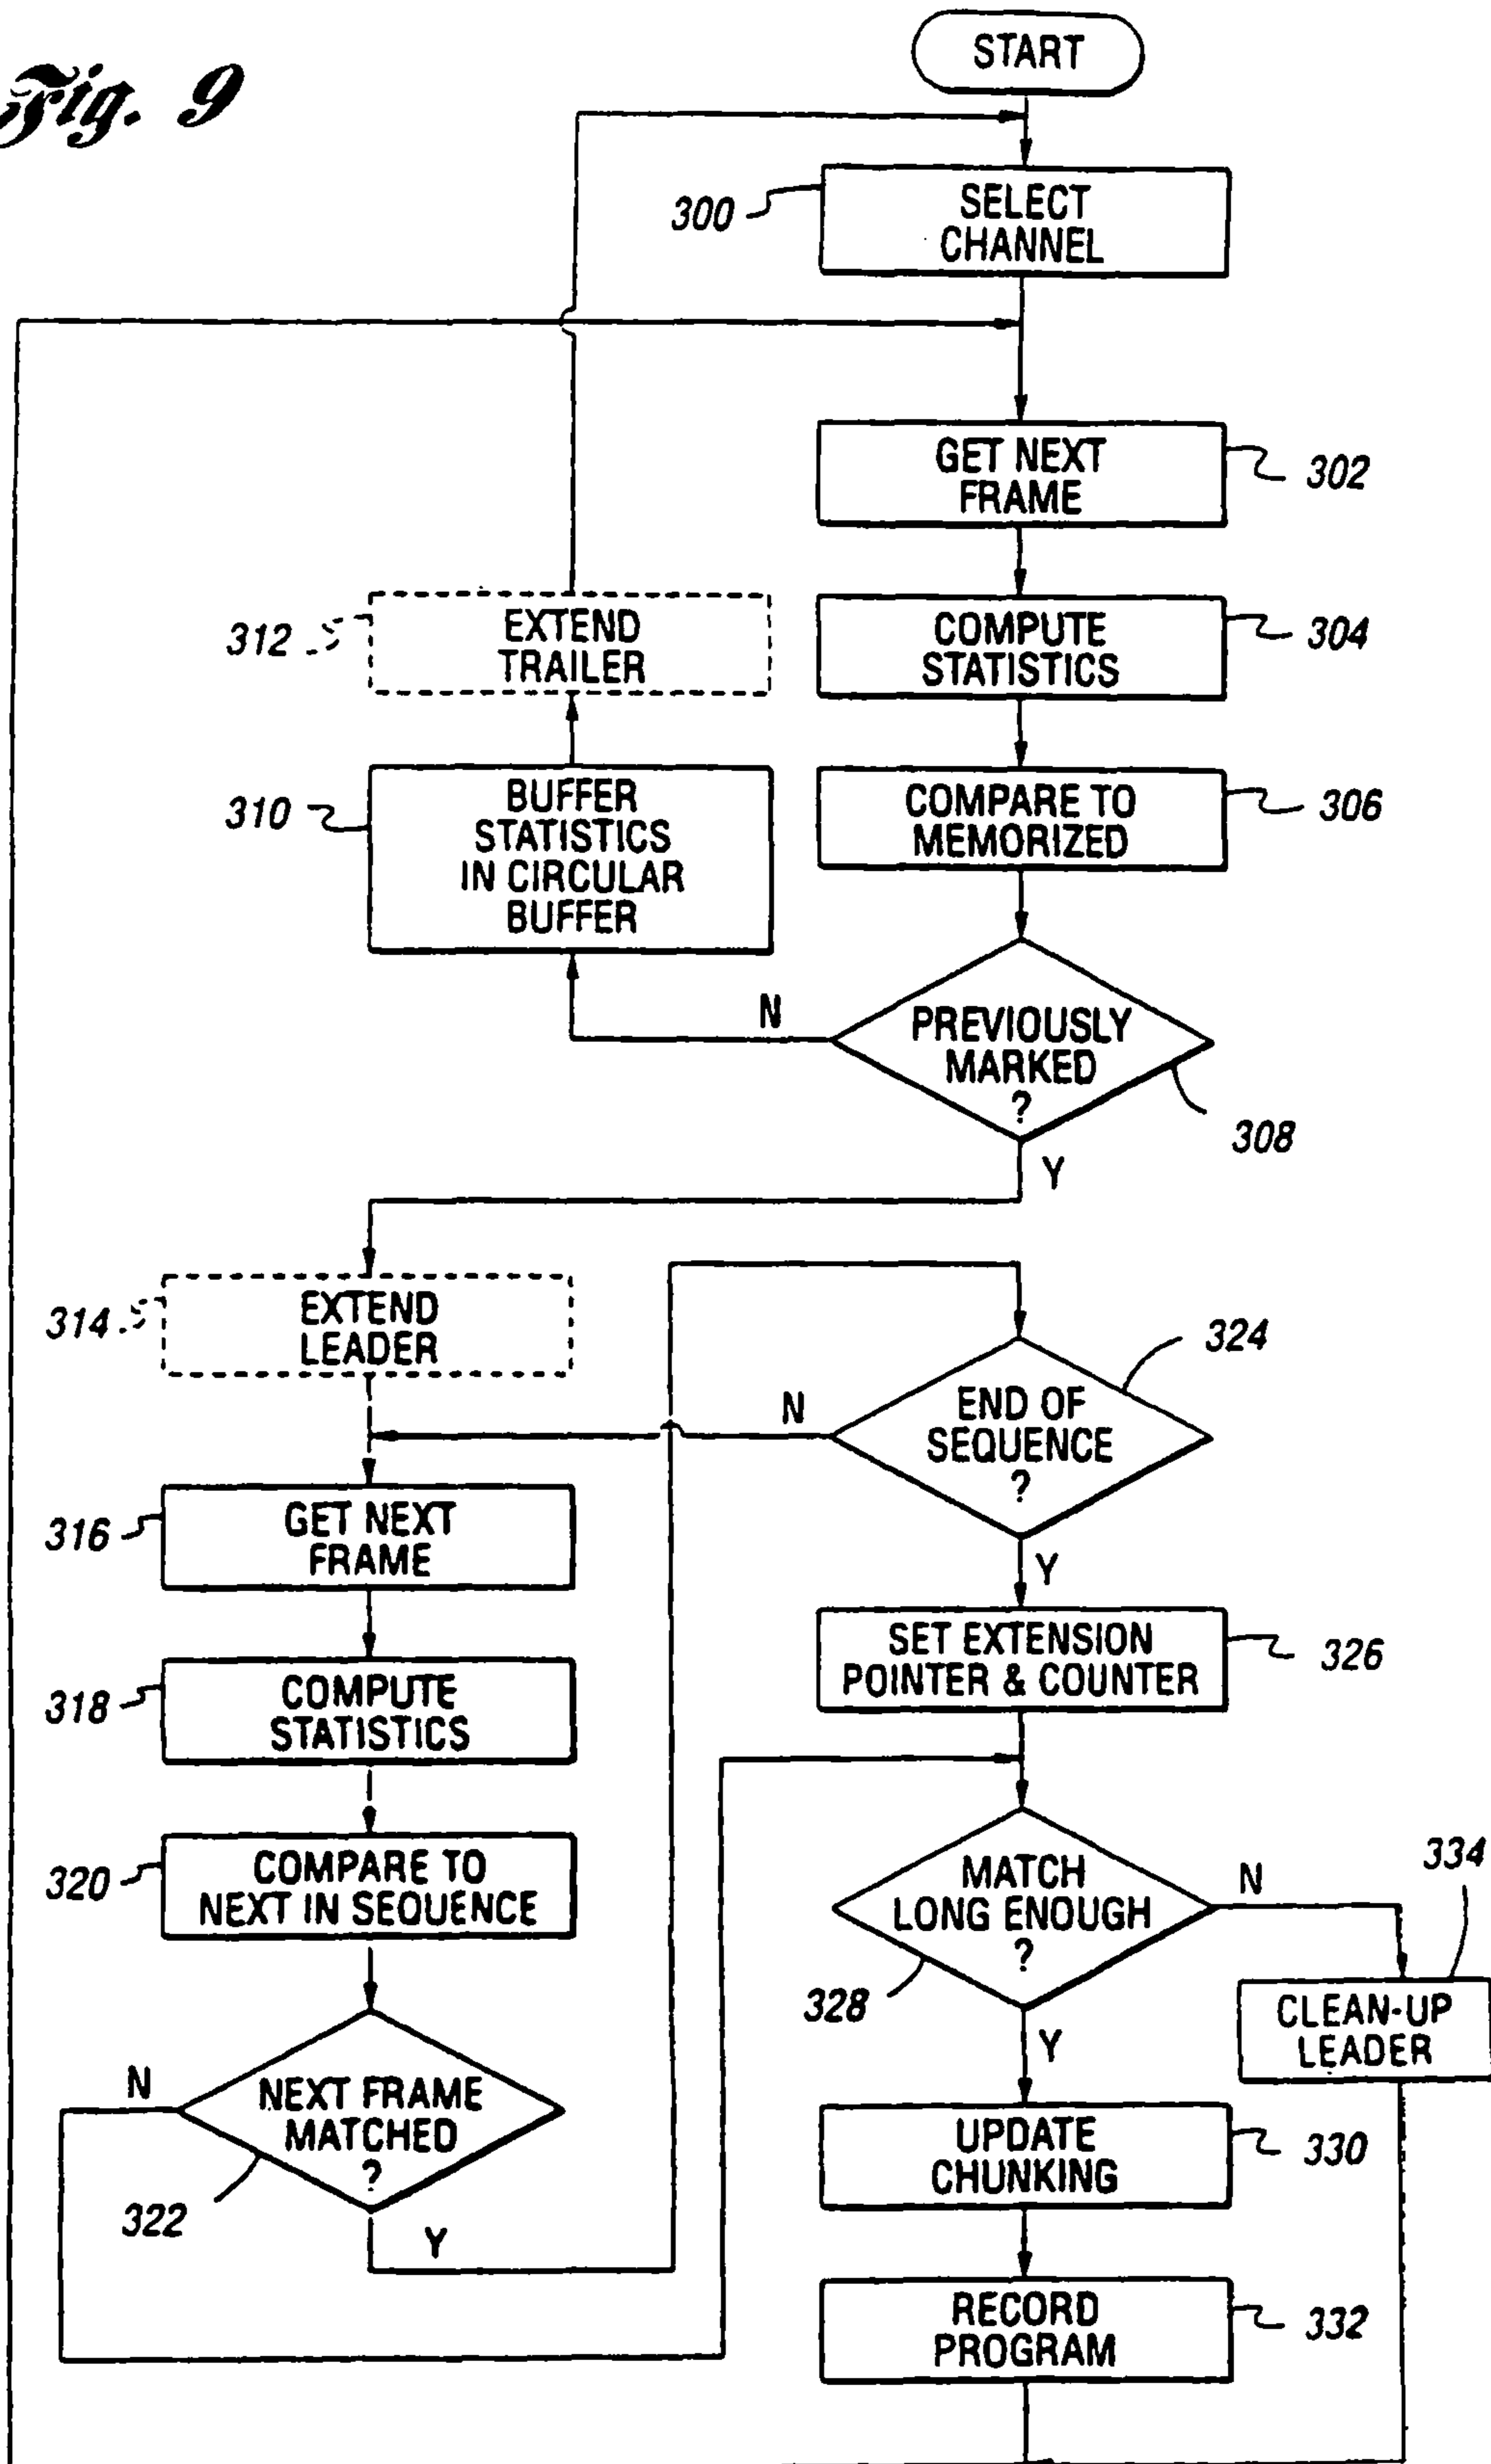 Fig. 9
START
300
SELECT
CHANNEL
GET NEXT
FRAME
302
312
EXTEND
TRAILER
COMPUTE
STATISTICS
304
310
BUFFER
STATISTICS
IN CIRCULAR
BUFFER
COMPARE TO
MEMORIZED
306
N
PREVIOUSLY
MARKED
?
308
Y
314
EXTEND
LEADER
324
N
END OF
SEQUENCE
?
316
GET NEXT
FRAME
Y
318
COMPUTE
STATISTICS
SET EXTENSION
POINTER & COUNTER
326
320
COMPARE TO
NEXT IN SEQUENCE
MATCH
LONG ENOUGH
?
328
N
334
CLEAN-UP
LEADER
Y
N
NEXT FRAME
MATCHED
?
322
Y
UPDATE
CHUNKING
330
RECORD
PROGRAM
332